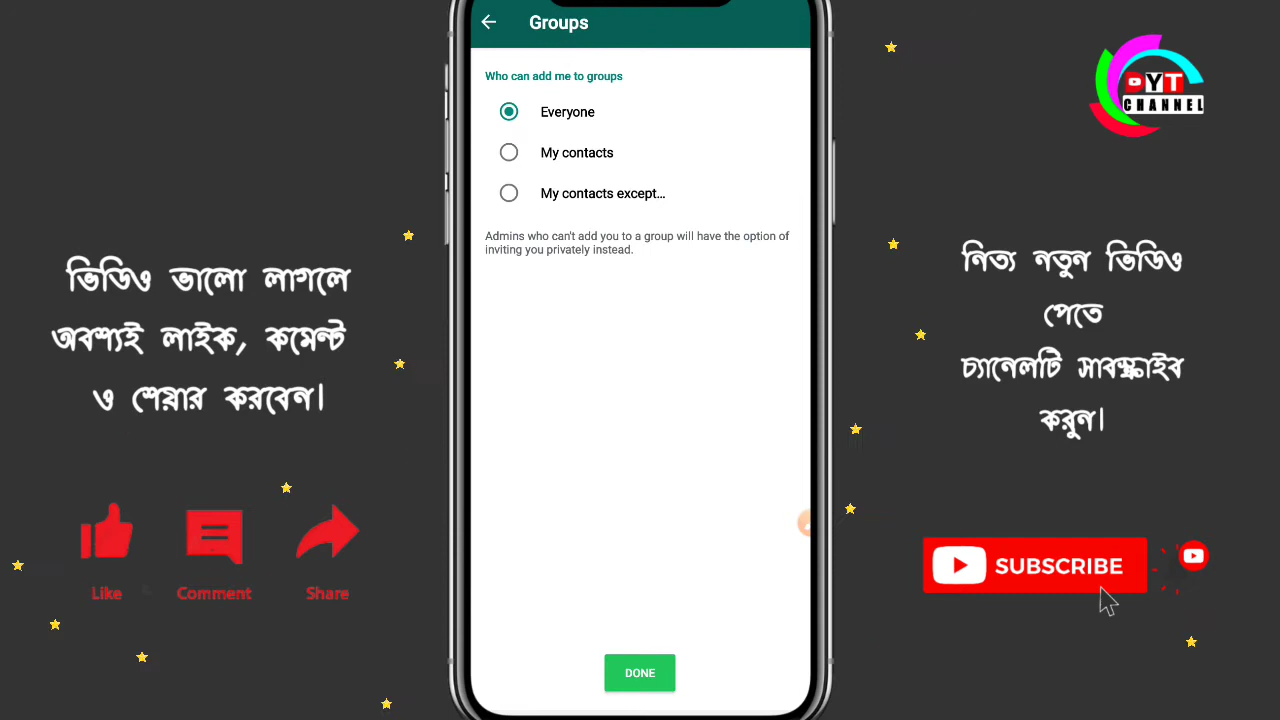 Groups
Who can add me to groups
Everyone
My contacts
My contacts except...
Admins who can't add you to a group will have the option of
inviting you privately instead.
DONE
ভিডিও ভালো লাগলে
অবশ্যই লাইক, কমেন্ট
ও শেয়ার করবেন।
Like
Comment
Share
DYT
CHANNEL
নিত্য নতুন ভিডিও
পেতে
চ্যানেলটি সাবস্ক্রাইব
করুন।
SUBSCRIBE